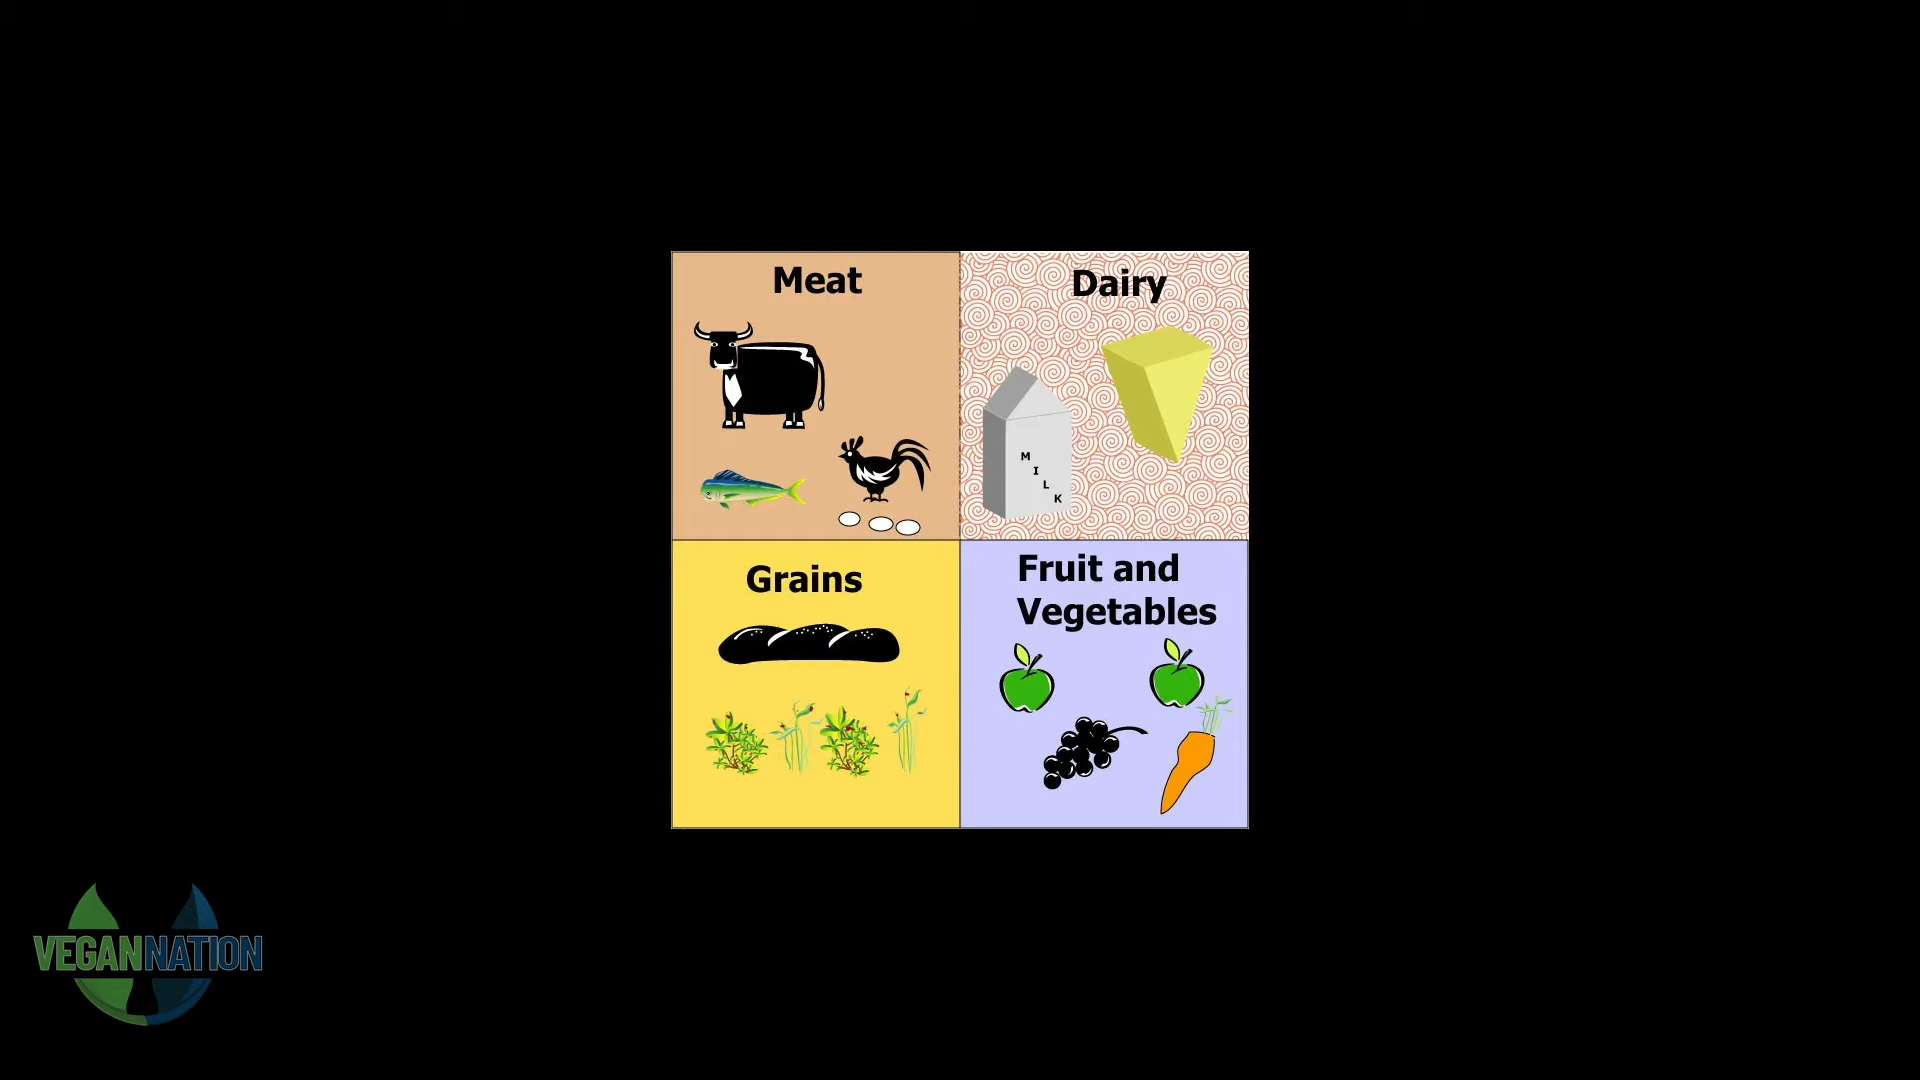 Meat
Dairy
M
I
L
K
Grains
Fruit and
Vegetables
VEGANNATION